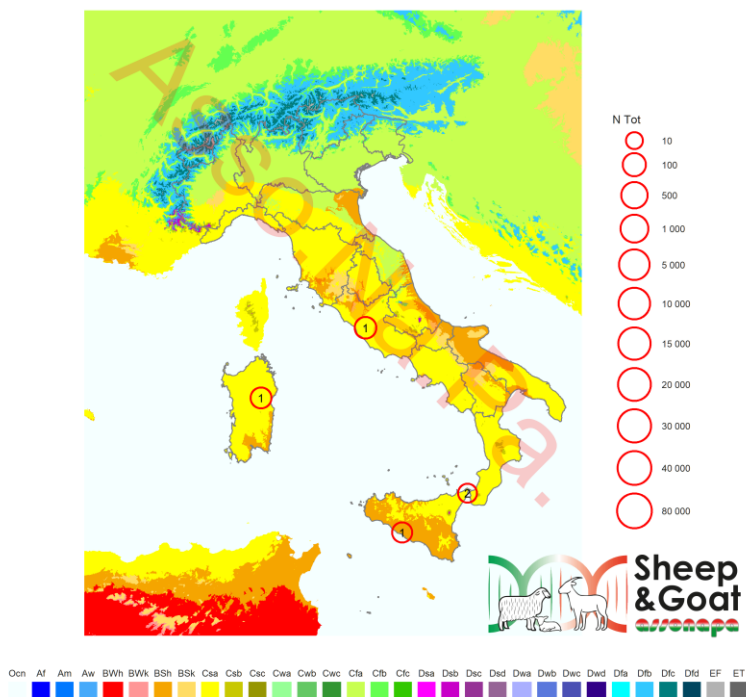 Asso.Na.Pa.
N Tot
10
100
500
1 000
5 000
10 000
15 000
20 000
30 000
40 000
80 000
1
1
2
1
Sheep
&Goat
assonapa
Ocn Af Am Aw BWh BWk BSh BSk Csa Csb Csc Cwa Cwb Cwc Cfa Cfb Cfc Dsa Dsb Dsc Dsd Dwa Dwb Dwc Dwd Dfa Dfb Dfc Dfd EF ET